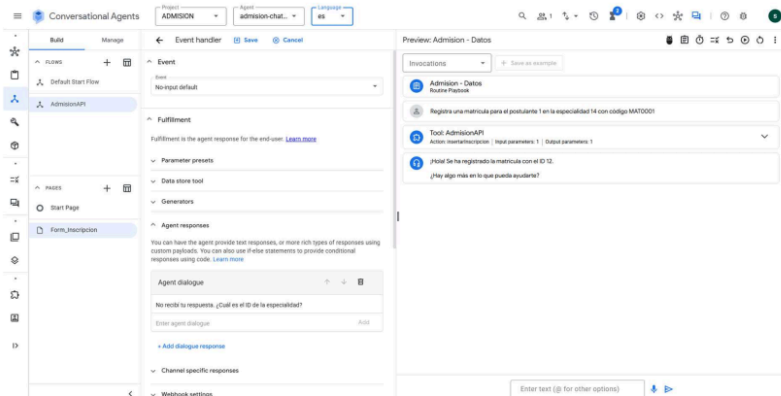 Conversational Agents
Project
ADMISION
Agent
admision-chat...
Language
es
1
2
S
Build
Manage
FLOWS
Default Start Flow
AdmisionAPI
PAGES
Start Page
Form_Inscripcion
Event handler
Save
Cancel
Event
Event
No-input default
Fulfillment
Fulfillment is the agent response for the end-user. Learn more
Parameter presets
Data store tool
Generators
Agent responses
You can have the agent provide text responses, or more rich types of responses using
custom payloads. You can also use if-else statements to provide conditional
responses using code. Learn more
Agent dialogue
No recibí tu respuesta. ¿Cuál es el ID de la especialidad?
Enter agent dialogue
Add
+ Add dialogue response
Channel specific responses
Webhook settings
Preview: Admision - Datos
Invocations
+ Save as example
Admision - Datos
Routine Playbook
Registra una matricula para el postulante 1 en la especialidad 14 con código MAT0001
Tool: AdmisionAPI
Action: insertarInscripcion | Input parameters: 1 | Output parameters: 1
¡Hola! Se ha registrado la matricula con el ID 12.
¿Hay algo más en lo que pueda ayudarte?
Enter text (@ for other options)